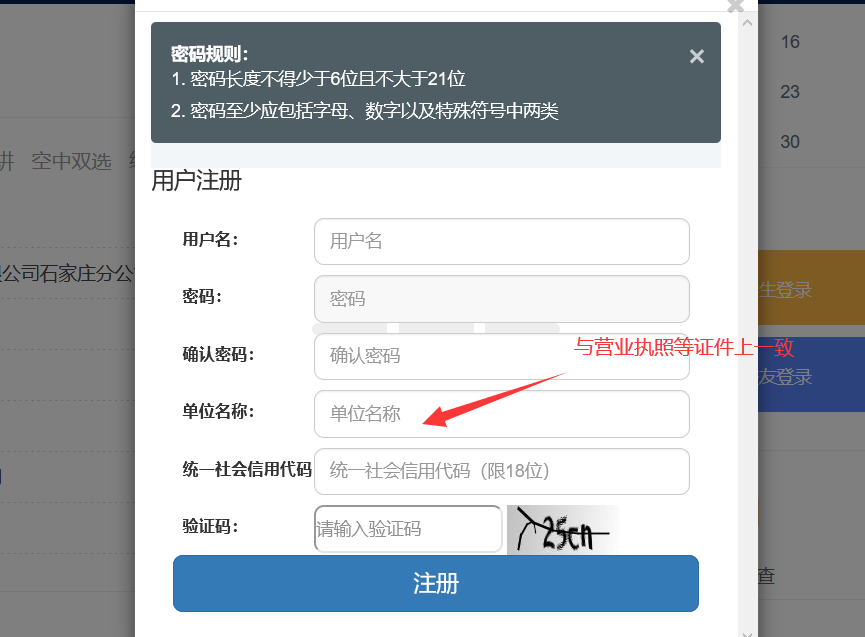 密码规则:
1. 密码长度不得少于6位且不大于21位
2. 密码至少应包括字母、数字以及特殊符号中两类
16
23
30
讲 空中双选
用户注册
用户名:
用户名
公司石家庄分公
生登录
密码:
密码
确认密码:
确认密码
与营业执照等证件上一致
友登录
单位名称:
单位名称
统一社会信用代码
统一社会信用代码（限18位）
验证码:
请输入验证码
注册
查